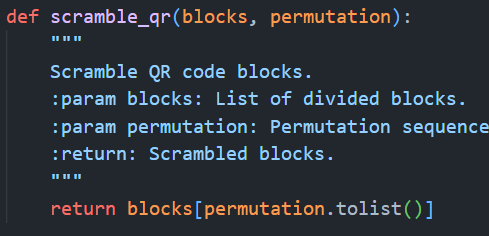 def scramble_qr(blocks, permutation):
"""
Scramble QR code blocks.
:param blocks: List of divided blocks.
:param permutation: Permutation sequence
:return: Scrambled blocks.
"""
return blocks[permutation.tolist()]